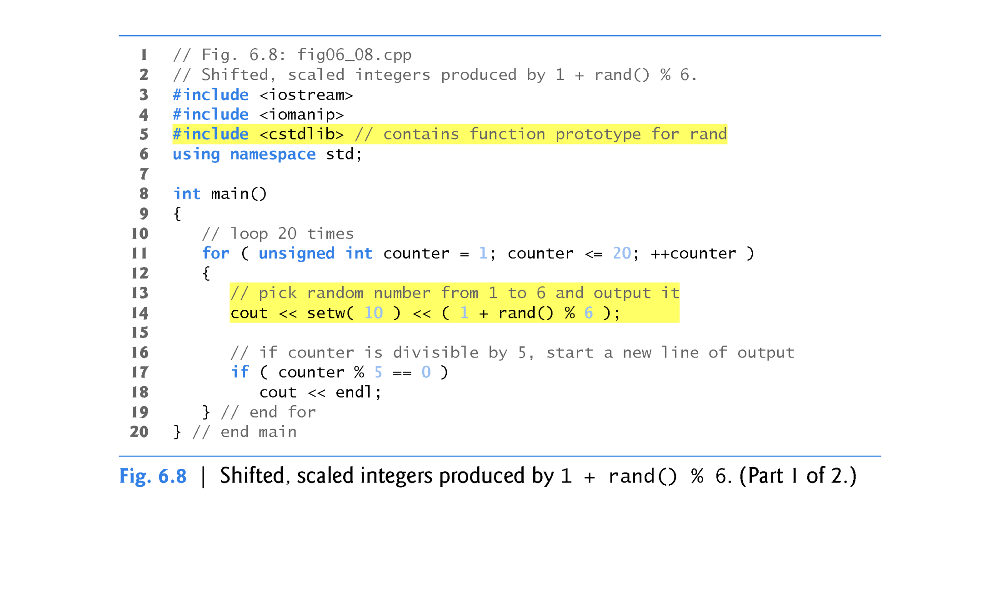 1 // Fig. 6.8: fig06_08.cpp
2 // Shifted, scaled integers produced by 1 + rand() % 6.
3 #include <iostream>
4 #include <iomanip>
5 #include <cstdlib> // contains function prototype for rand
6 using namespace std;
7
8 int main()
9 {
10    // loop 20 times
11    for ( unsigned int counter = 1; counter <= 20; ++counter )
12    {
13       // pick random number from 1 to 6 and output it
14       cout << setw( 10 ) << ( 1 + rand() % 6 );
15
16       // if counter is divisible by 5, start a new line of output
17       if ( counter % 5 == 0 )
18          cout << endl;
19    } // end for
20 } // end main
Fig. 6.8 | Shifted, scaled integers produced by 1 + rand() % 6. (Part 1 of 2.)